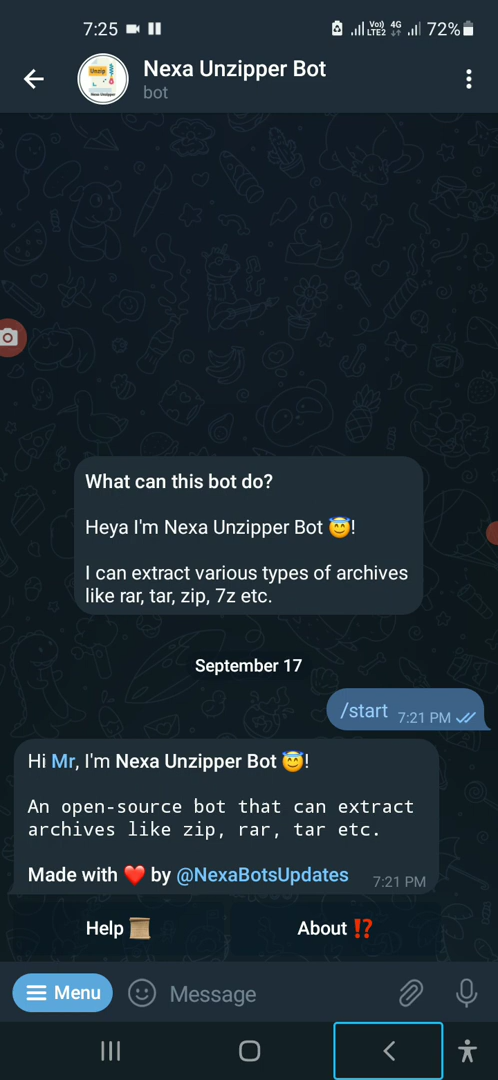 7:25
Vo))
LTE2
4G
72%
Unzip
Nexa Unzipper
Nexa Unzipper Bot
bot
What can this bot do?
Heya I'm Nexa Unzipper Bot 😇!
I can extract various types of archives
like rar, tar, zip, 7z etc.
September 17
/start 7:21 PM
Hi Mr, I'm Nexa Unzipper Bot 😇!
An open-source bot that can extract
archives like zip, rar, tar etc.
Made with ❤️ by @NexaBotsUpdates 7:21 PM
Help 📜
About ⁉️
Menu
Message